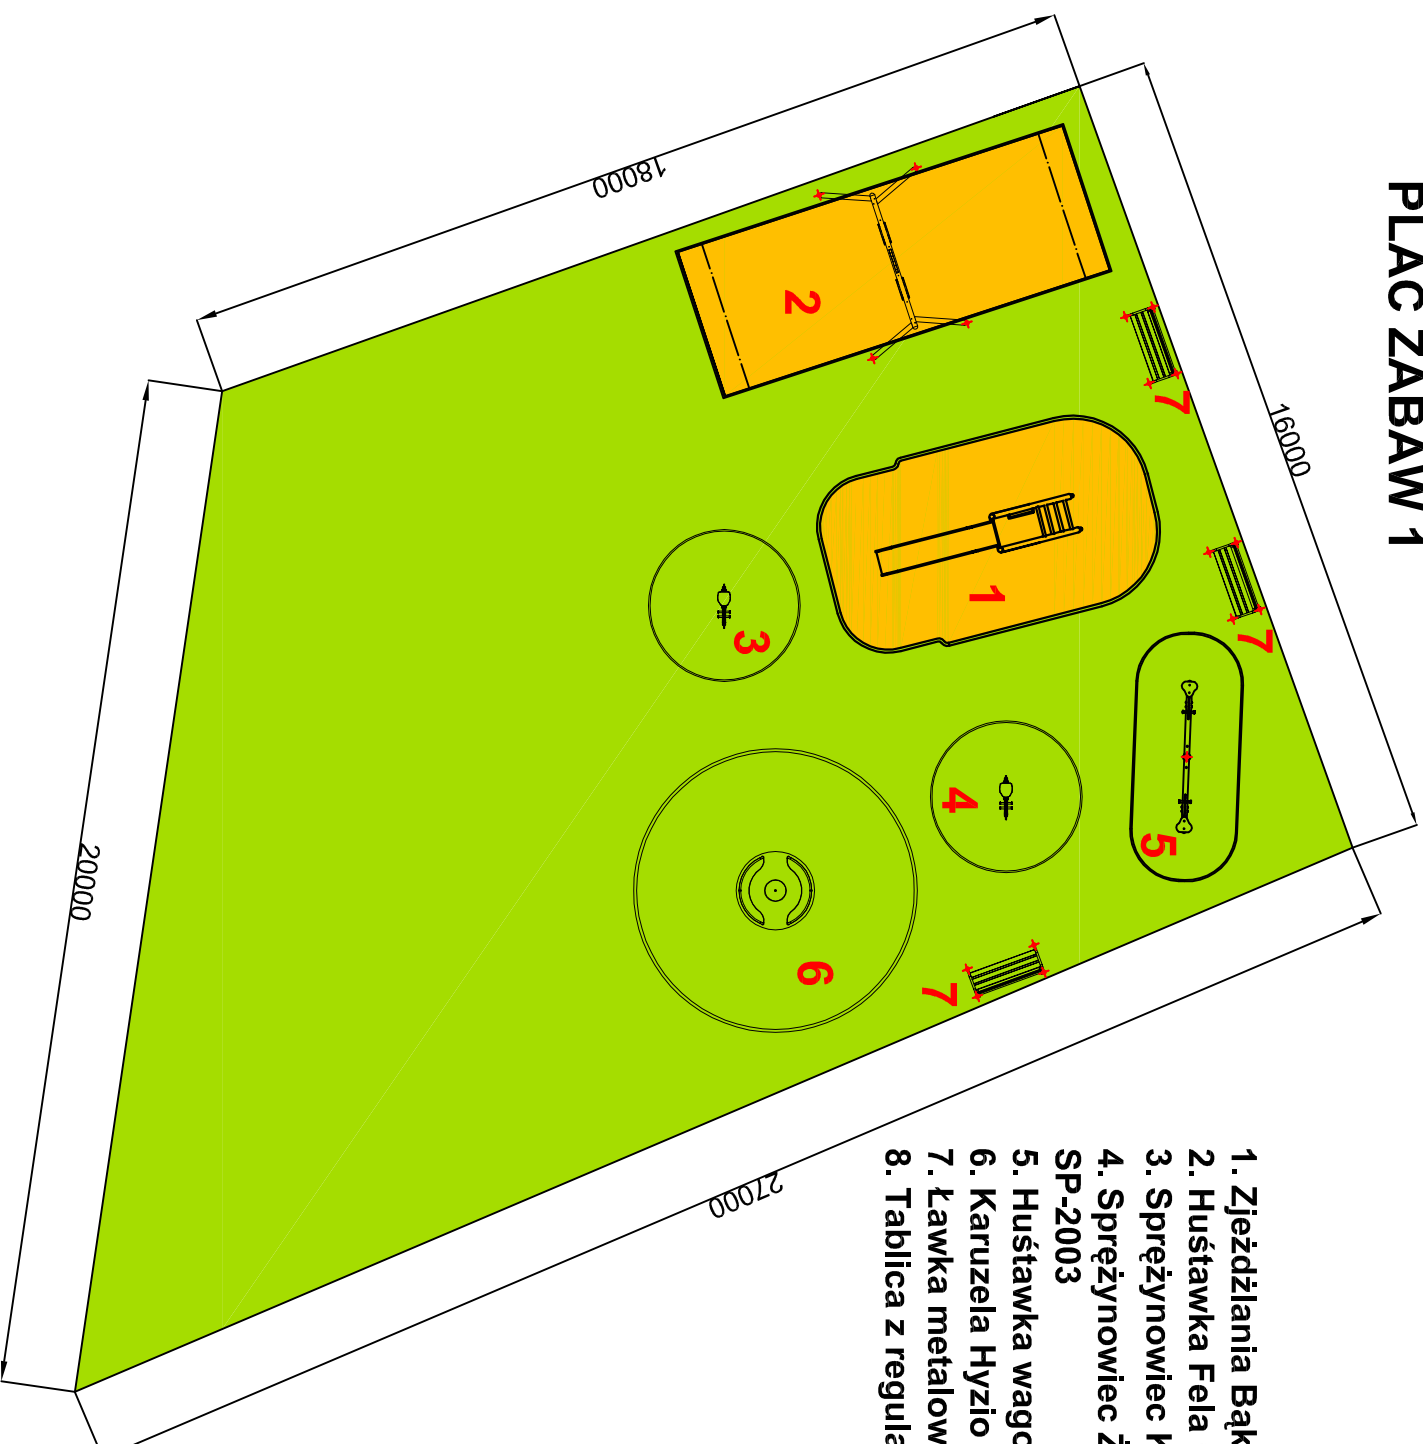 PLAC ZABAW 1
1. Zjeżdżlania Bąk
2. Huśtawka Fela
3. Sprężynowiec
4. Sprężynowiec
SP-2003
5. Huśtawka
6. Karuzela Hyzio
7. Ławka
8. Tablica z
18000
16000
20000
27000
2
7
1
7
3
4
5
6
7